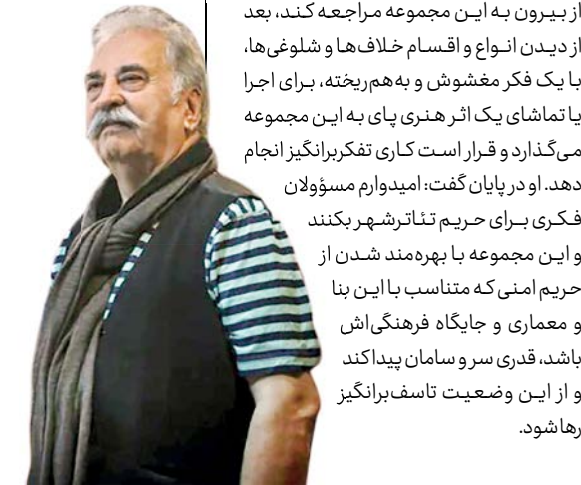 از بیرون به این مجموعه مراجعه کند، بعد
از دیدن انواع و اقسام خلاف‌ها و شلوغی‌ها،
با یک فکر مغشوش و به‌هم‌ریخته، برای اجرا
یا تماشای یک اثر هنری پای به این مجموعه
می‌گذارد و قرار است کاری تفکربرانگیز انجام
دهد. او در پایان گفت: امیدوارم مسؤولان
فکری برای حریم تئاترشهر بکنند
و این مجموعه با بهره‌مند شدن از
حریم امنی که متناسب با این بنا
و معماری و جایگاه فرهنگی‌اش
باشد، قدری سر و سامان پیدا کند
و از این وضعیت تاسف‌برانگیز
رها شود.